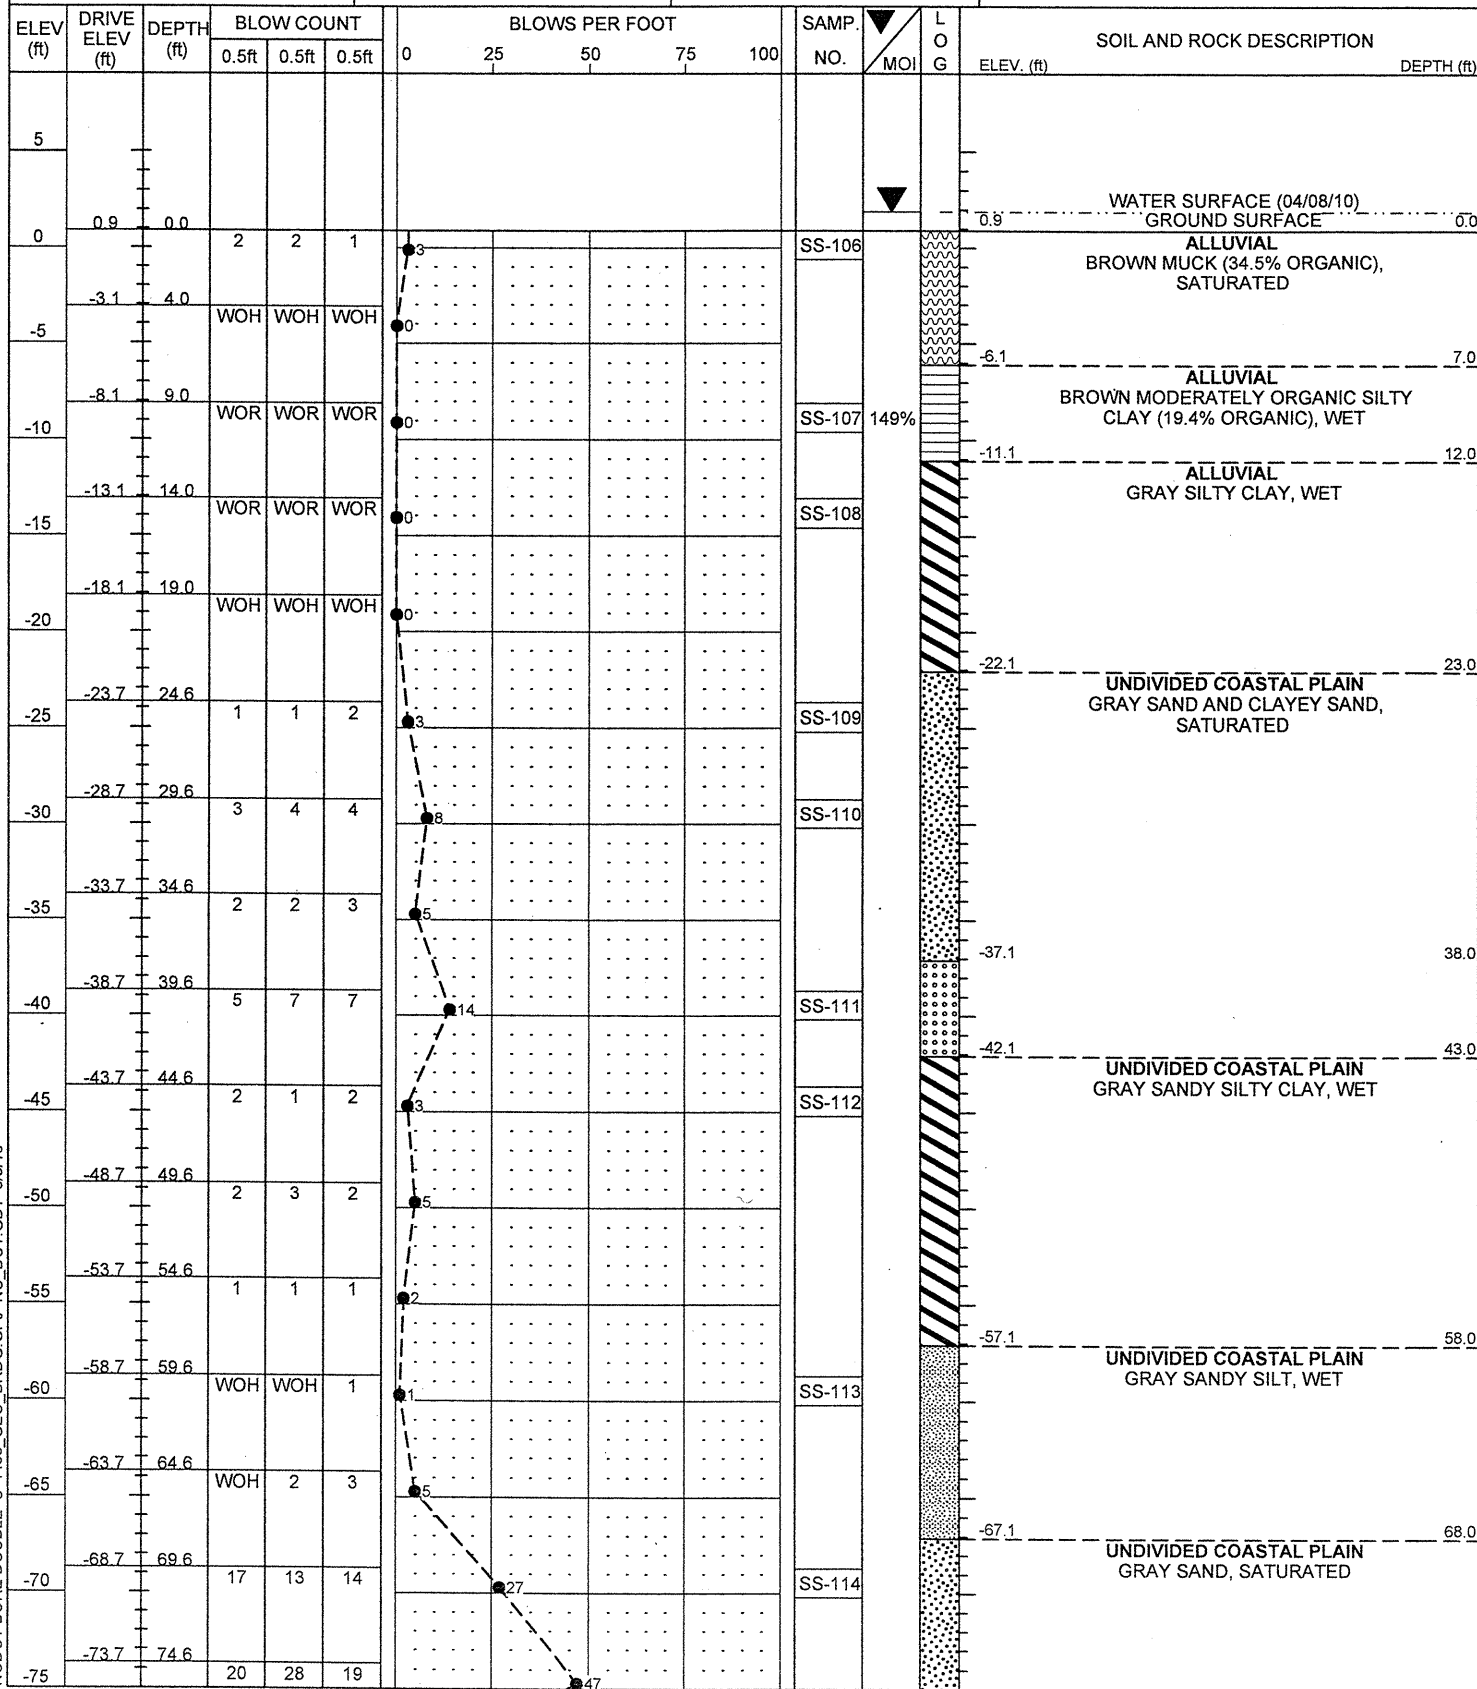 ELEV (ft) DRIVE ELEV (ft) DEPTH (ft) BLOW COUNT BLOWS PER FOOT SAMP. NO. MOI L O G SOIL AND ROCK DESCRIPTION
0.5ft 0.5ft 0.5ft 0 25 50 75 100 ELEV. (ft) DEPTH (ft)
5
WATER SURFACE (04/08/10)
0.9 0.0 0.9 GROUND SURFACE 0.0
0 2 2 1 3 SS-106 ALLUVIAL
BROWN MUCK (34.5% ORGANIC),
SATURATED
-3.1 4.0
WOH WOH WOH 0
-5
-6.1 7.0
ALLUVIAL
-8.1 9.0 BROWN MODERATELY ORGANIC SILTY
WOR WOR WOR 0 SS-107 149% CLAY (19.4% ORGANIC), WET
-10
-11.1 12.0
ALLUVIAL
-13.1 14.0 GRAY SILTY CLAY, WET
WOR WOR WOR 0 SS-108
-15
-18.1 19.0
WOH WOH WOH 0
-20
-22.1 23.0
UNDIVIDED COASTAL PLAIN
-23.7 24.6 GRAY SAND AND CLAYEY SAND,
-25 1 1 2 3 SS-109 SATURATED
-28.7 29.6
-30 3 4 4 8 SS-110
-33.7 34.6
-35 2 2 3 5
-37.1 38.0
-38.7 39.6
-40 5 7 7 14 SS-111
-42.1 43.0
UNDIVIDED COASTAL PLAIN
-43.7 44.6 GRAY SANDY SILTY CLAY, WET
-45 2 1 2 3 SS-112
-48.7 49.6
-50 2 3 2 5
-53.7 54.6
-55 1 1 1 2
-57.1 58.0
UNDIVIDED COASTAL PLAIN
-58.7 59.6 GRAY SANDY SILT, WET
-60 WOH WOH 1 1 SS-113
-63.7 64.6
-65 WOH 2 3 5
-67.1 68.0
UNDIVIDED COASTAL PLAIN
-68.7 69.6 GRAY SAND, SATURATED
-70 17 13 14 27 SS-114
-73.7 74.6
-75 20 28 19 47